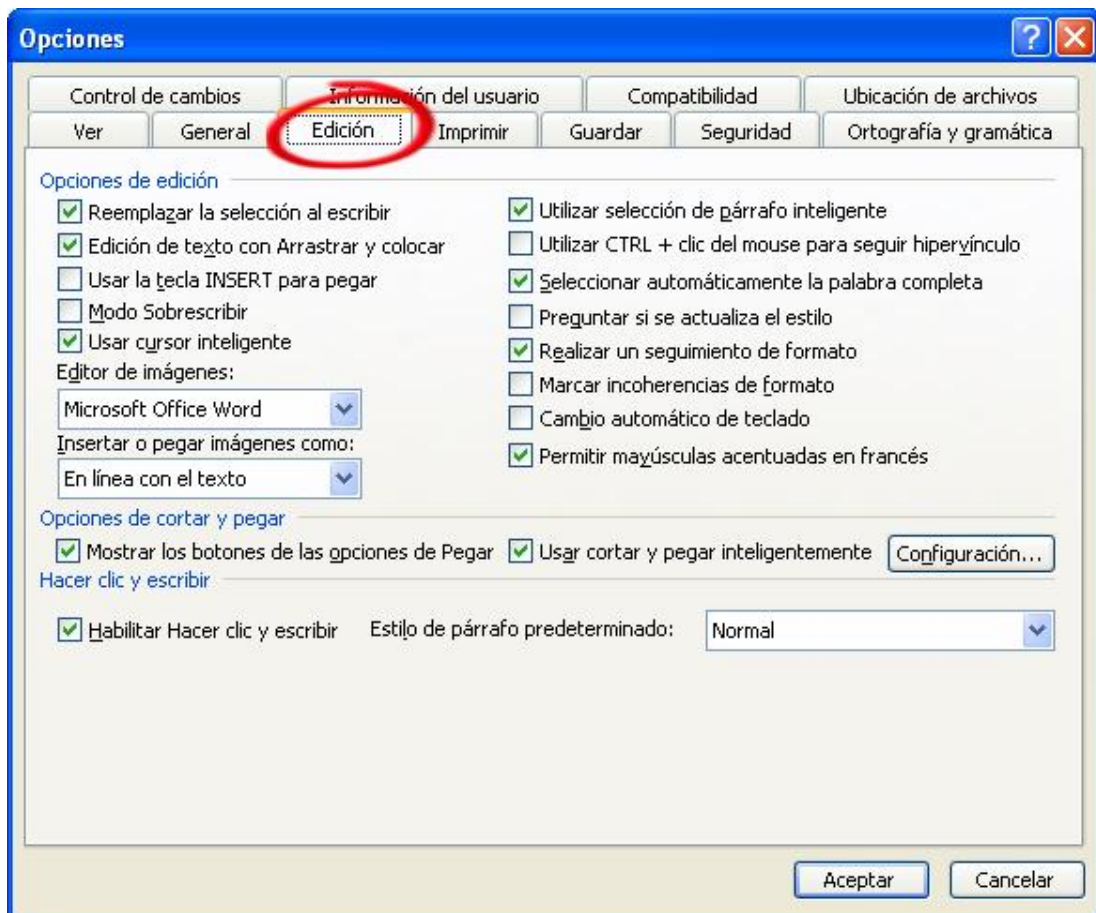 Opciones
Control de cambios Información del usuario Compatibilidad Ubicación de archivos
Ver General Edición Imprimir Guardar Seguridad Ortografía y gramática
Opciones de edición
Reemplazar la selección al escribir
Edición de texto con Arrastrar y colocar
Usar la tecla INSERT para pegar
Modo Sobrescribir
Usar cursor inteligente
Editor de imágenes:
Microsoft Office Word
Insertar o pegar imágenes como:
En línea con el texto
Utilizar selección de párrafo inteligente
Utilizar CTRL + clic del mouse para seguir hipervínculo
Seleccionar automáticamente la palabra completa
Preguntar si se actualiza el estilo
Realizar un seguimiento de formato
Marcar incoherencias de formato
Cambio automático de teclado
Permitir mayúsculas acentuadas en francés
Opciones de cortar y pegar
Mostrar los botones de las opciones de Pegar Usar cortar y pegar inteligentemente Configuración...
Hacer clic y escribir
Habilitar Hacer clic y escribir Estilo de párrafo predeterminado: Normal
Aceptar Cancelar